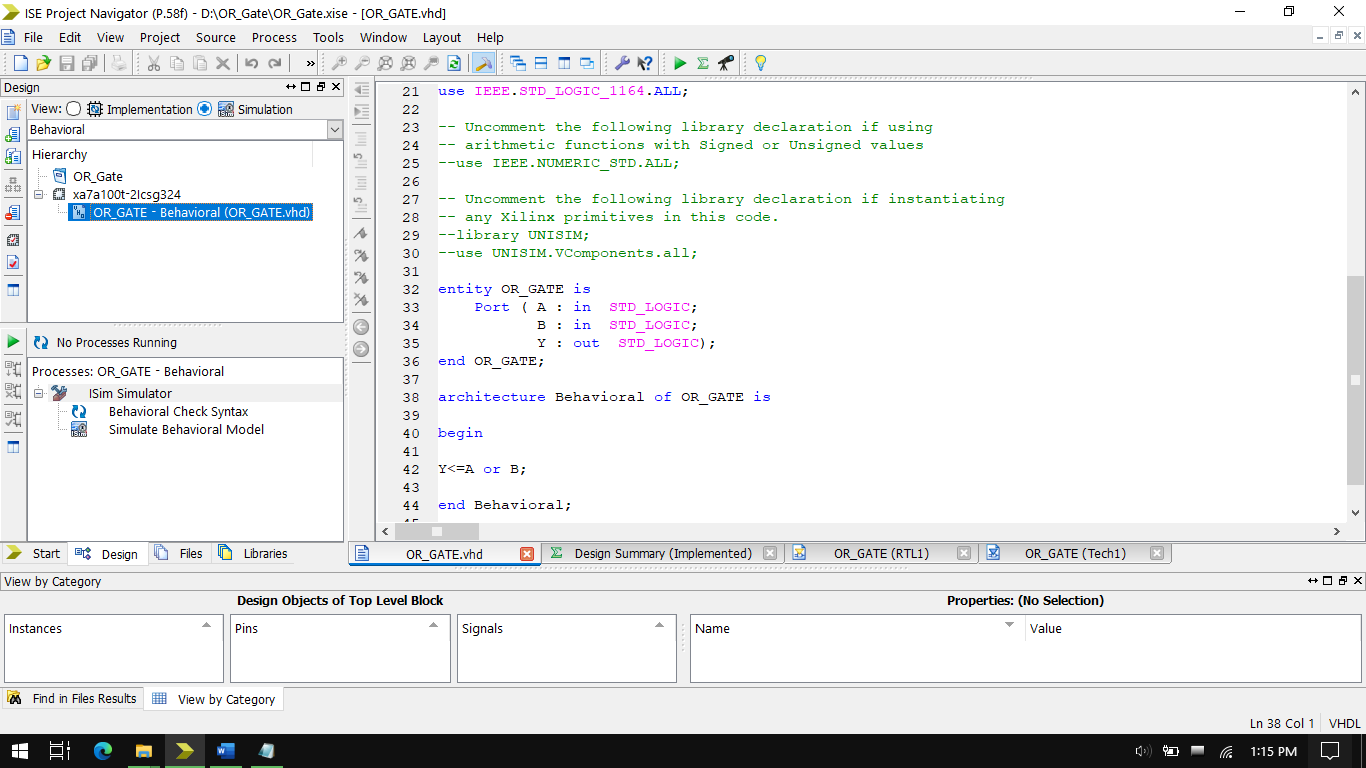 ISE Project Navigator (P.58f) - D:\OR_Gate\OR_Gate.xise - [OR_GATE.vhd]
File Edit View Project Source Process Tools Window Layout Help
»
Design
View: Implementation Simulation
Behavioral
Hierarchy
OR_Gate
xa7a100t-2lcsg324
OR_GATE - Behavioral (OR_GATE.vhd)
No Processes Running
Processes: OR_GATE - Behavioral
ISim Simulator
Behavioral Check Syntax
Simulate Behavioral Model
Start Design Files Libraries
21 use IEEE.STD_LOGIC_1164.ALL;
22
23 -- Uncomment the following library declaration if using
24 -- arithmetic functions with Signed or Unsigned values
25 --use IEEE.NUMERIC_STD.ALL;
26
27 -- Uncomment the following library declaration if instantiating
28 -- any Xilinx primitives in this code.
29 --library UNISIM;
30 --use UNISIM.VComponents.all;
31
32 entity OR_GATE is
33 Port ( A : in STD_LOGIC;
34 B : in STD_LOGIC;
35 Y : out STD_LOGIC);
36 end OR_GATE;
37
38 architecture Behavioral of OR_GATE is
39
40 begin
41
42 Y<=A or B;
43
44 end Behavioral;
OR_GATE.vhd Design Summary (Implemented) OR_GATE (RTL1) OR_GATE (Tech1)
View by Category
Design Objects of Top Level Block
Properties: (No Selection)
Instances Pins Signals Name Value
Find in Files Results View by Category
Ln 38 Col 1 VHDL
1:15 PM